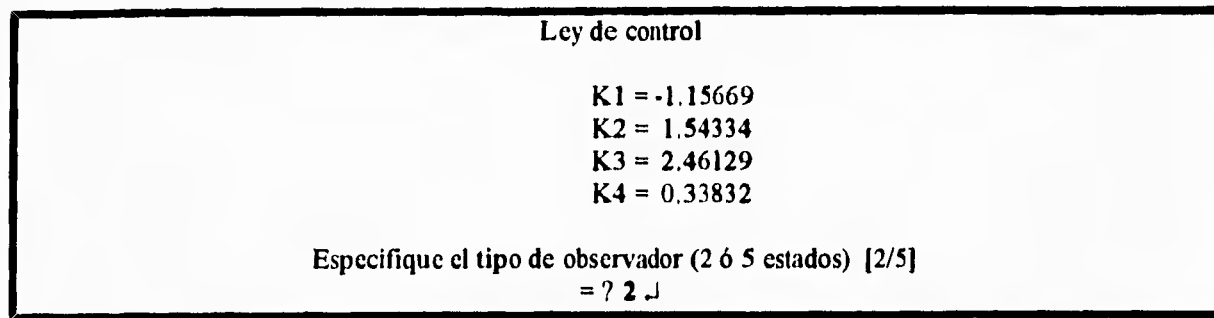 Ley de control
K1 = -1.15669
K2 = 1.54334
K3 = 2.46129
K4 = 0.33832
Especifique el tipo de observador (2 ó 5 estados) [2/5]
= ? 2 ↵